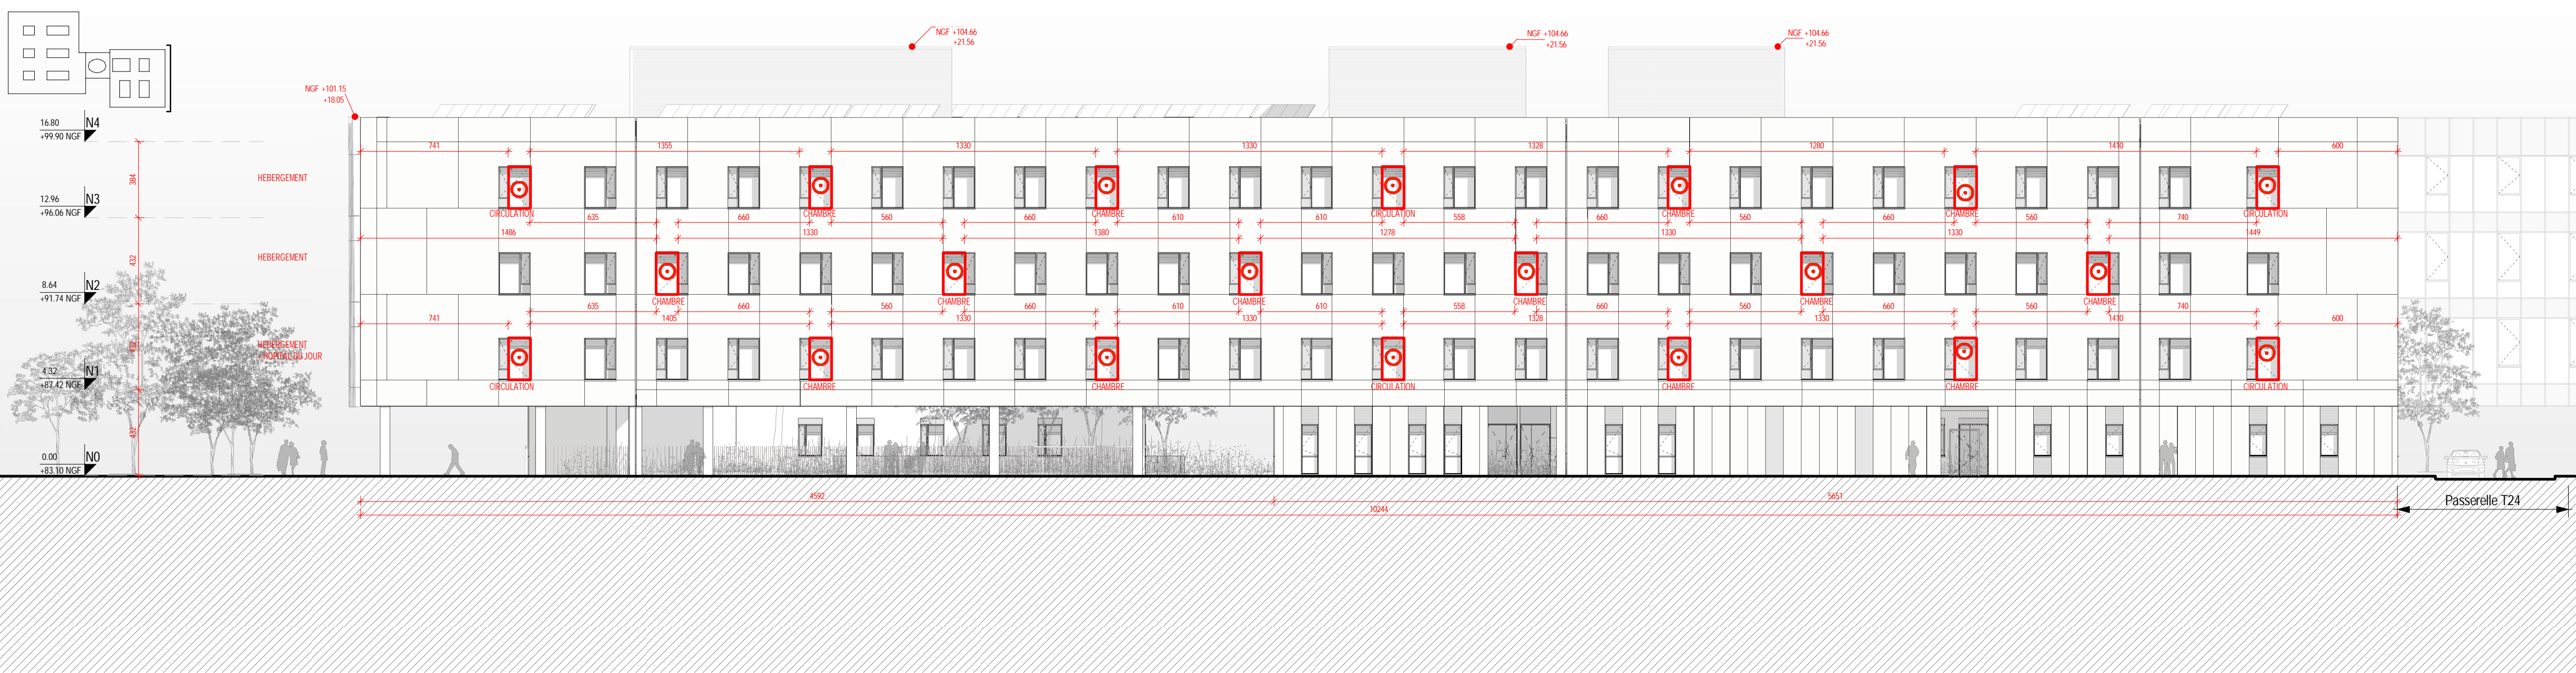 NGF +104.66
+21.56
NGF +104.66
+21.56
NGF +104.66
+21.56
NGF +101.15
+18.05
16.80 N4
+99.90 NGF
741 1355 1330 1330 1328 1280 1410 600
384
HEBERGEMENT
12.96 N3
+96.06 NGF
CIRCULATION CHAMBRE CHAMBRE CIRCULATION CHAMBRE CHAMBRE CIRCULATION
635 660 560 660 610 610 558 660 560 660 560 740
1486 1330 1380 1278 1330 1330 1449
432
HEBERGEMENT
8.64 N2
+91.74 NGF
CHAMBRE CHAMBRE CHAMBRE CHAMBRE CHAMBRE CHAMBRE
635 660 560 660 610 610 558 660 560 660 560 740
741 1405 1330 1330 1328 1330 1410 600
432
HEBERGEMENT
HOPITAL DU JOUR
4.32 N1
+87.42 NGF
CIRCULATION CHAMBRE CHAMBRE CIRCULATION CHAMBRE CHAMBRE CIRCULATION
432
0.00 N0
+83.10 NGF
4592 5651
10244
Passerelle T24